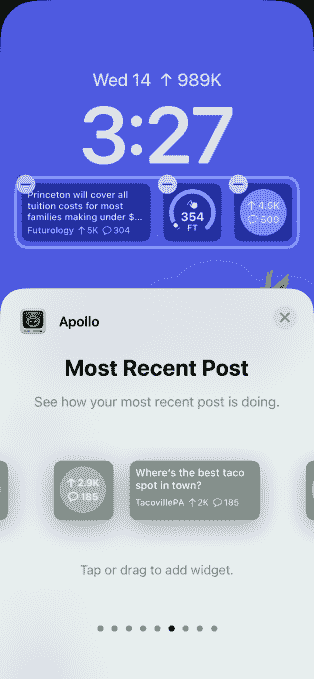 Wed 14 ↑ 989K
3:27
Princeton will cover all
tuition costs for most
families making under $...
Futurology ↑ 5K 304
354
FT
↑ 4.5K
500
Apollo
Most Recent Post
See how your most recent post is doing.
↑ 2.9K
185
Where's the best taco
spot in town?
TacovillePA ↑ 2K 185
Tap or drag to add widget.